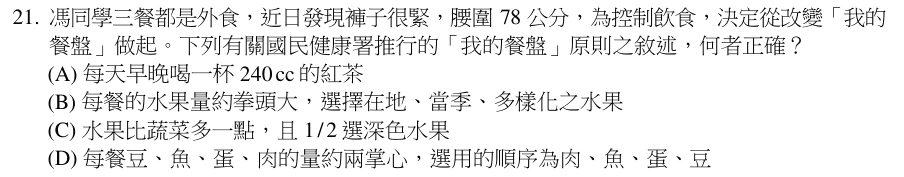 21. 馮同學三餐都是外食，近日發現褲子很緊，腰圍 78 公分，為控制飲食，決定從改變「我的
餐盤」做起。下列有關國民健康署推行的「我的餐盤」原則之敘述，何者正確？
(A) 每天早晚喝一杯 240 cc 的紅茶
(B) 每餐的水果量約拳頭大，選擇在地、當季、多樣化之水果
(C) 水果比蔬菜多一點，且 1/2 選深色水果
(D) 每餐豆、魚、蛋、肉的量約兩掌心，選用的順序為肉、魚、蛋、豆